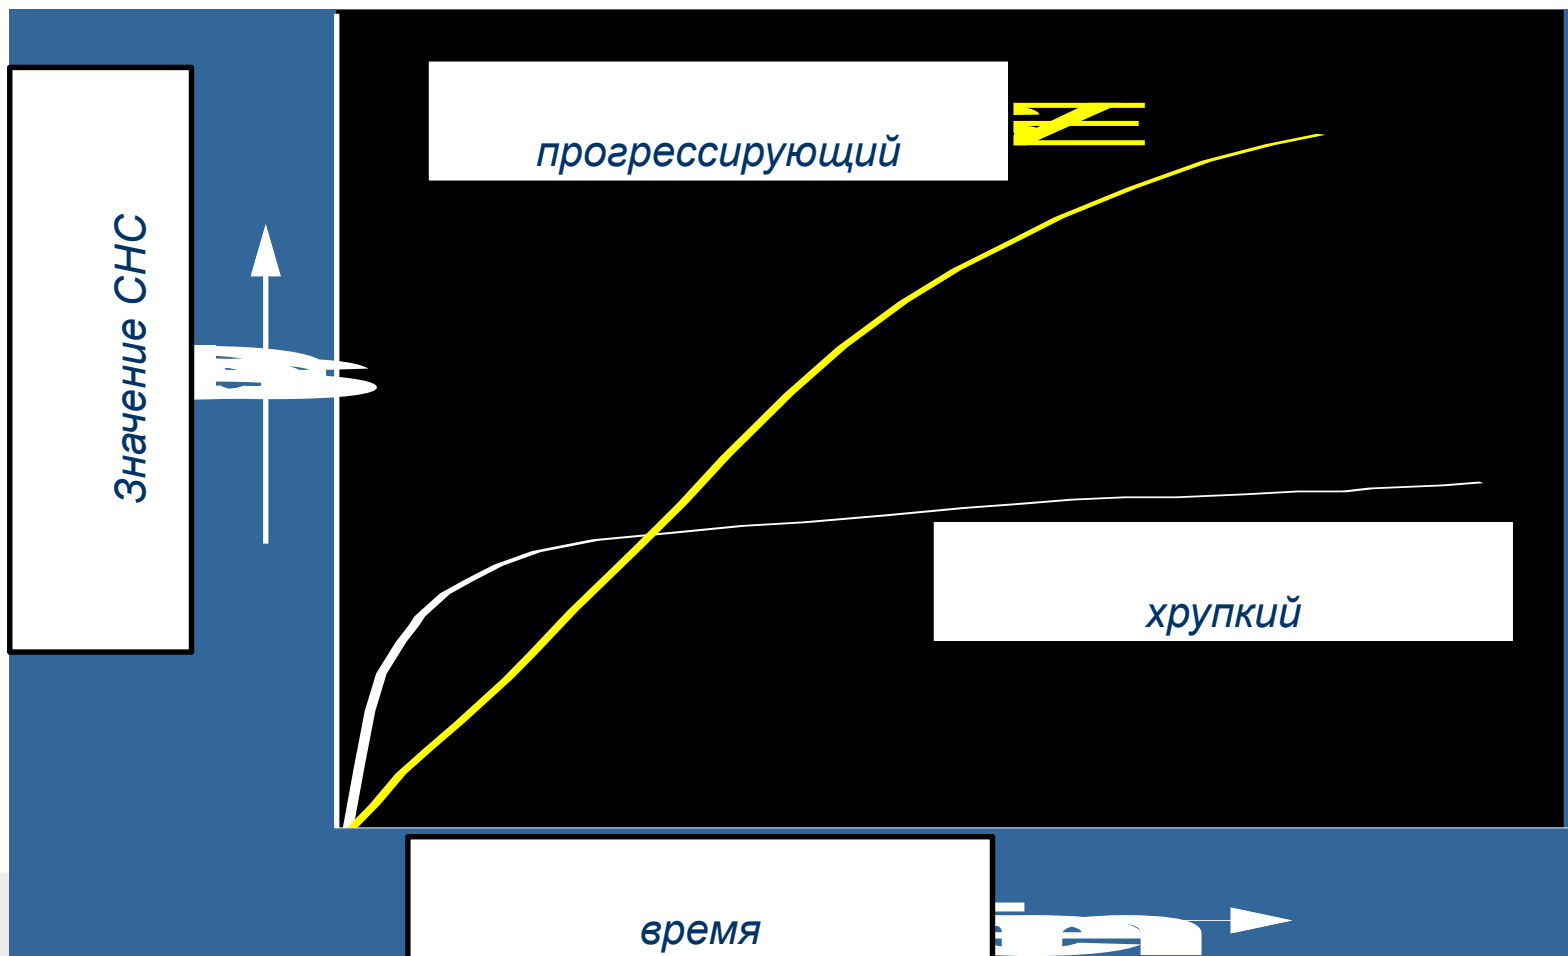 прогрессирующий
Значение СНС
хрупкий
время